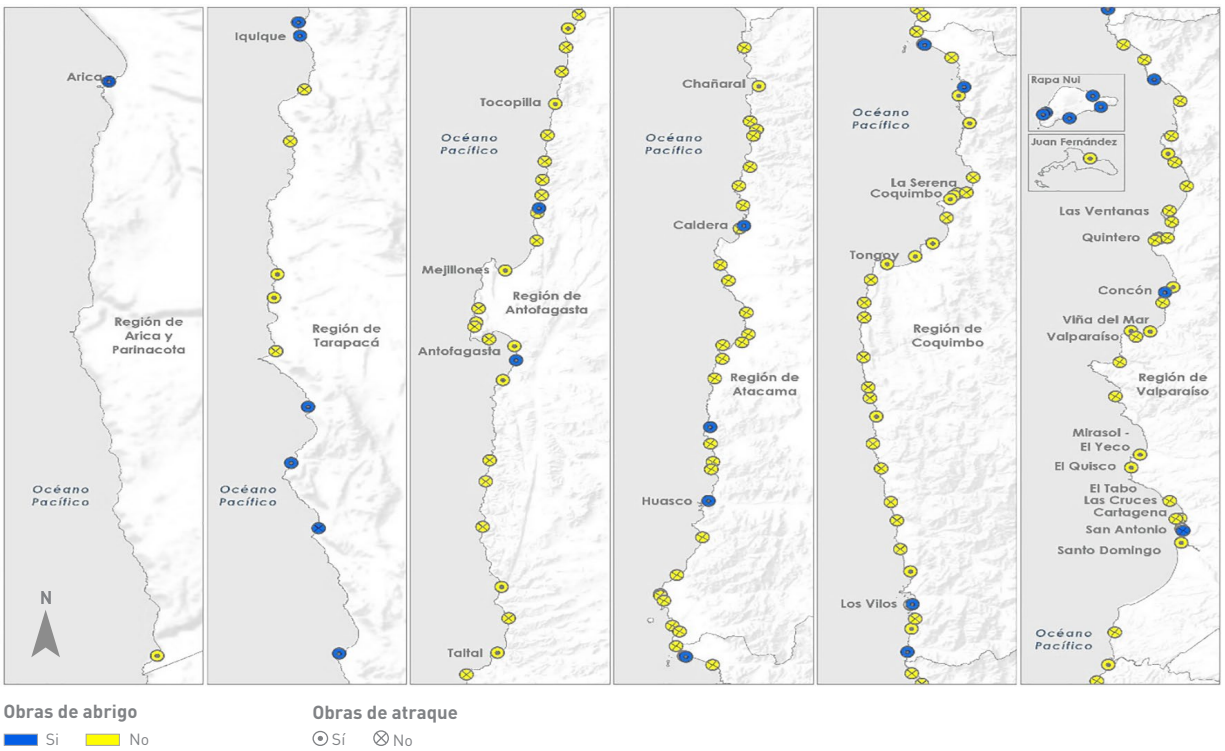 Arica
Región de
Arica y
Parinacota
Océano
Pacífico
N
Iquique
Región de
Tarapacá
Océano
Pacífico
Tocopilla
Océano
Pacífico
Mejillones
Región de
Antofagasta
Antofagasta
Taltal
Chañaral
Océano
Pacífico
Caldera
Región de
Atacama
Huasco
Océano
Pacífico
La Serena
Coquimbo
Tongoy
Región de
Coquimbo
Los Vilos
Rapa Nui
Juan Fernández
Las Ventanas
Quintero
Concón
Viña del Mar
Valparaíso
Región de
Valparaíso
Mirasol -
El Yeco
El Quisco
El Tabo
Las Cruces
Cartagena
San Antonio
Santo Domingo
Océano
Pacífico
Obras de abrigo
Si
No
Obras de atraque
Sí
No